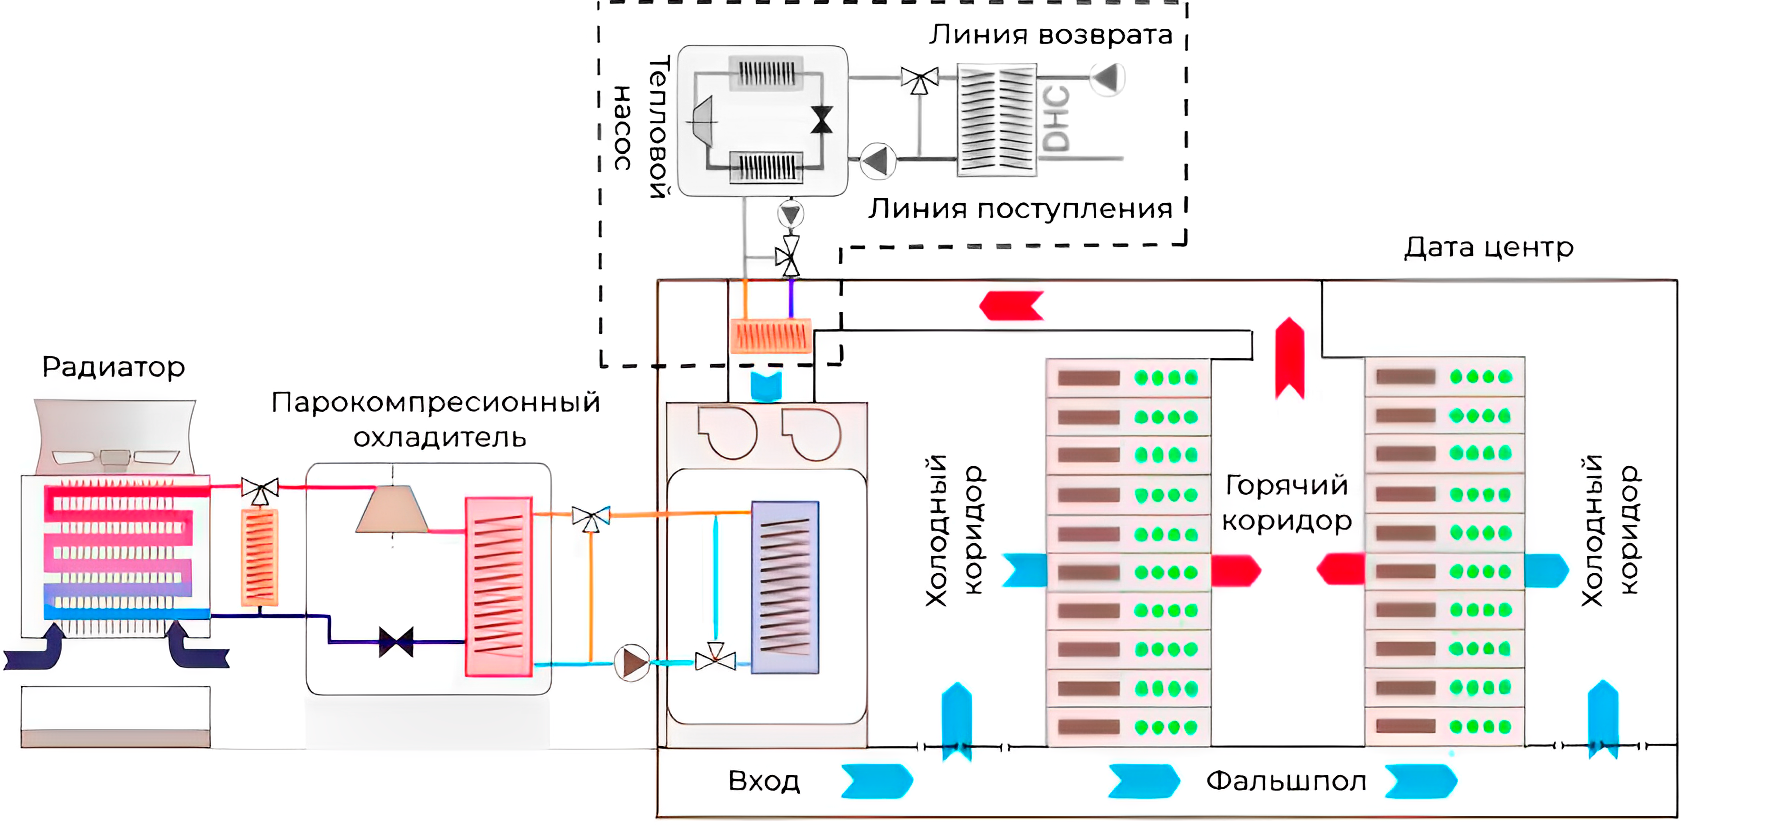 Линия возврата
Тепловой
насос
DHC
Линия поступления
Дата центр
Радиатор
Парокомпресионный
охладитель
Холодный
коридор
Горячий
коридор
Холодный
коридор
Вход
Фальшпол